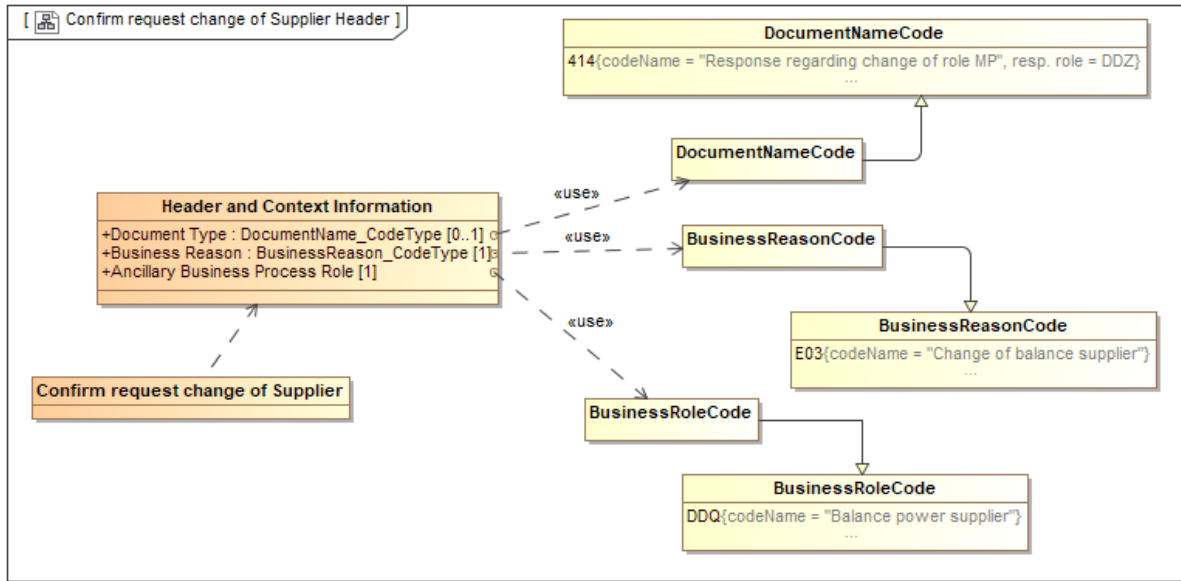 [ Confirm request change of Supplier Header ]
DocumentNameCode
414{codeName = "Response regarding change of role MP", resp. role = DDZ}
...
DocumentNameCode
«use»
Header and Context Information
+Document Type : DocumentName_CodeType [0..1]
+Business Reason : BusinessReason_CodeType [1]
+Ancillary Business Process Role [1]
«use»
BusinessReasonCode
«use»
BusinessReasonCode
E03{codeName = "Change of balance supplier"}
...
Confirm request change of Supplier
BusinessRoleCode
BusinessRoleCode
DDQ{codeName = "Balance power supplier"}
...